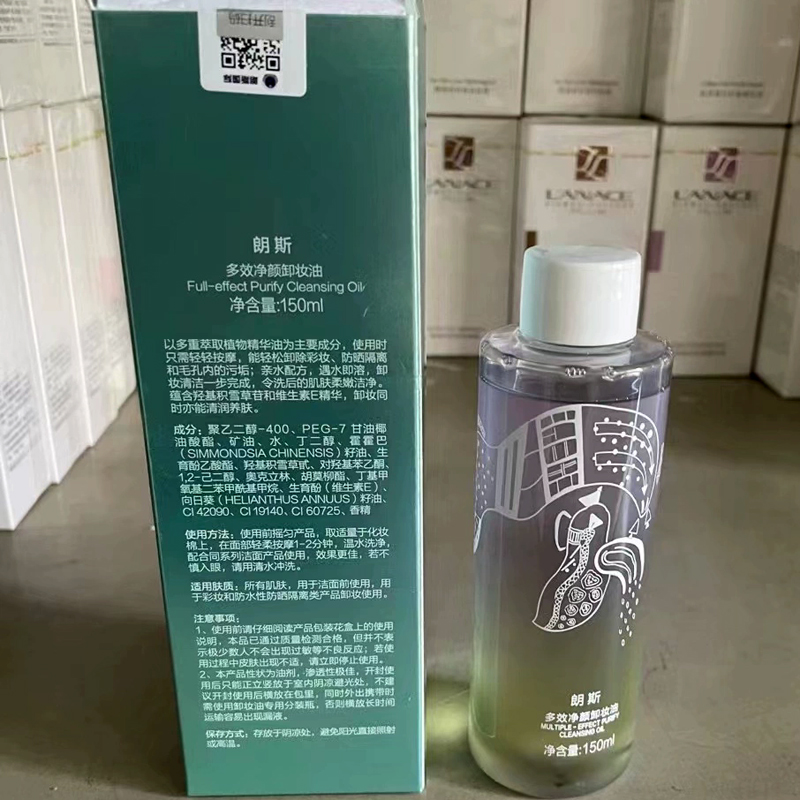 朗斯
多效净颜卸妆油
Full-effect Purify Cleansing Oil
净含量:150ml
以多重萃取植物精华油为主要成分，使用时
只需轻轻按摩，能轻松卸除彩妆、防晒隔离
和毛孔内的污垢；亲水配方，遇水即溶，卸
妆清洁一步完成，令洗后的肌肤柔嫩洁净。
蕴含羟基积雪草苷和维生素E精华，卸妆同
时亦能清润养肤。
成分：聚乙二醇-400、PEG-7 甘油椰
油酸酯、矿油、水、丁二醇、霍霍巴
(SIMMONDSIA CHINENSIS) 籽油、生
育酚乙酸酯、羟基积雪草甙、对羟基苯乙酮、
1,2-己二醇、奥克立林、胡莫柳酯、丁基甲
氧基二苯甲酰基甲烷、生育酚（维生素E）、
向日葵 (HELIANTHUS ANNUUS) 籽油、
CI 42090、CI 19140、CI 60725、香精
使用方法：使用前摇匀产品，取适量于化妆
棉上，在面部轻柔按摩1-2分钟，温水洗净，
配合同系列洁面产品使用，效果更佳，若不
慎入眼，请用清水冲洗。
适用肤质：所有肌肤，用于洁面前使用，用
于彩妆和防水性防晒隔离类产品卸妆使用。
注意事项：
1、使用前请仔细阅读产品包装花盒上的使用
说明，本品已通过质量检测合格，但并不表
示极少数人不会出现过敏等不良反应；若使
用过程中皮肤出现不适，请立即停止使用。
2、本产品性状为油剂，渗透性极佳，开封使
用后只能正立竖放于室内阴凉避光处，不建
议开封使用后横放在包里，同时外出携带时
需使用卸妆油专用分装瓶，否则横放长时间
运输容易出现漏液。
保存方式：存放于阴凉处，避免阳光直接照射
或高温。
L'ANACE
L'ANACE
L'ANACE
朗斯
多效净颜卸妆油
MULTIPLE-EFFECT PURIFY
CLEANSING OIL
净含量:150ml